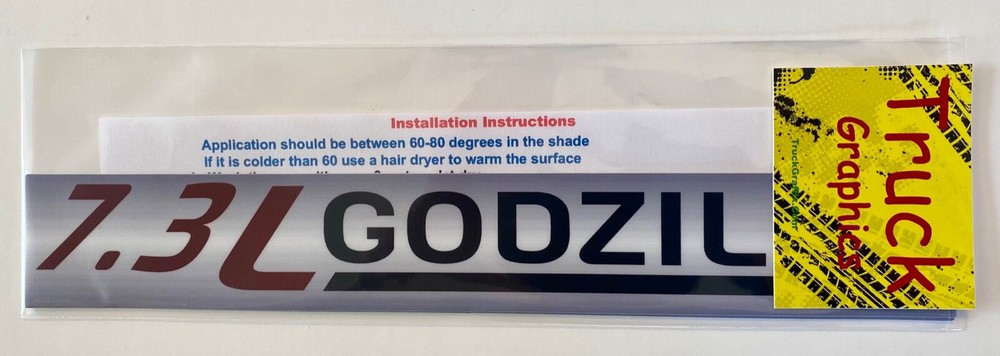 Installation Instructions
Application should be between 60-80 degrees in the shade
If it is colder than 60 use a hair dryer to warm the surface
7.3L GODZIL
Truck
Graphics